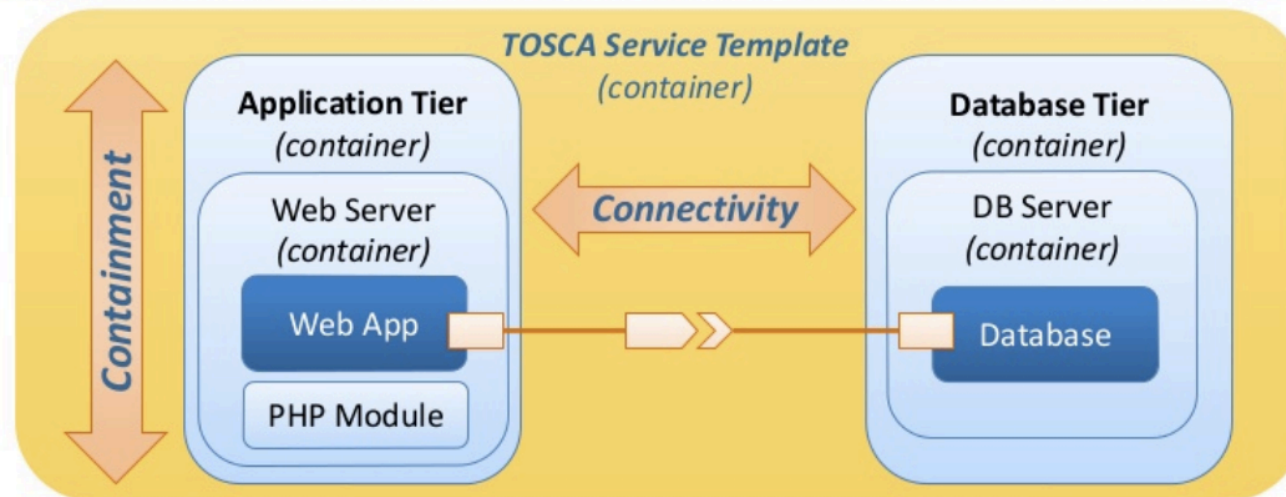 TOSCA Service Template
(container)
Containment
Application Tier
(container)
Web Server
(container)
Web App
PHP Module
Connectivity
Database Tier
(container)
DB Server
(container)
Database